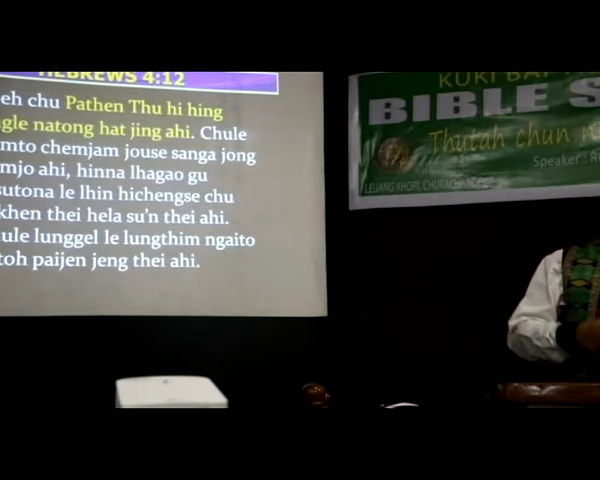 HEBREWS 4:12
eh chu Pathen Thu hi hing
gle natong hat jing ahi. Chule
mto chemjam jouse sanga jong
mjo ahi, hinna lhagao gu
sutona le lhin hichengse chu
khen thei hela su'n thei ahi.
ule lunggel le lungthim ngaito
toh paijen jeng thei ahi.
KUKI BA
BIBLE S
Thutah chun n
Speaker : R
LEIJANG KHOPI, CHURACHAND